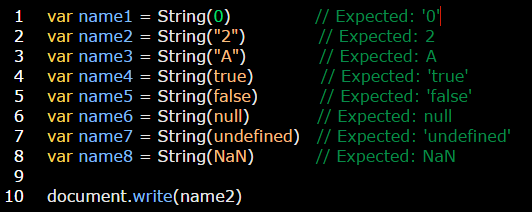 1 var name1 = String(0) // Expected: '0'
2 var name2 = String("2") // Expected: 2
3 var name3 = String("A") // Expected: A
4 var name4 = String(true) // Expected: 'true'
5 var name5 = String(false) // Expected: 'false'
6 var name6 = String(null) // Expected: null
7 var name7 = String(undefined) // Expected: 'undefined'
8 var name8 = String(NaN) // Expected: NaN
9
10 document.write(name2)